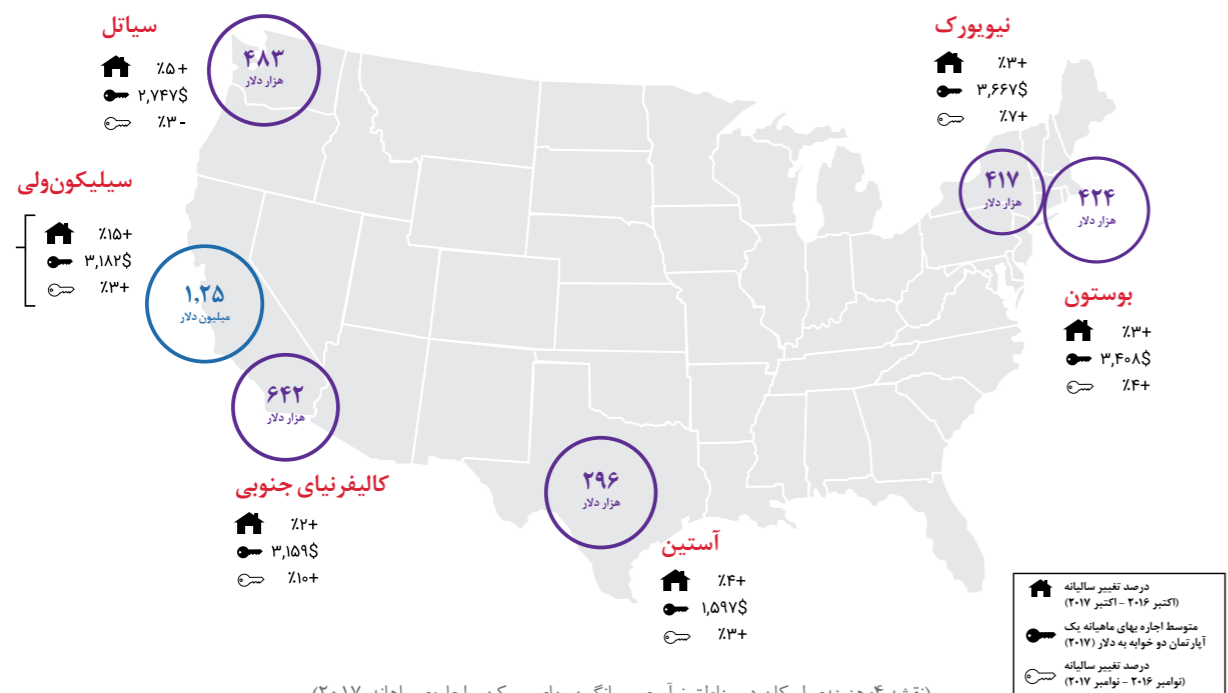 سیاتل
٪۵+
۲,۷۴۷$
٪۳-
۴۸۳
هزار دلار
نیویورک
٪۳+
۳,۶۶۷$
٪۷+
۴۱۷
هزار دلار
۴۲۴
هزار دلار
بوستون
٪۳+
۳,۴۰۸$
٪۴+
سیلیکون‌ولی
٪۱۵+
۳,۱۸۲$
٪۳+
۱,۲۵
میلیون دلار
۶۴۲
هزار دلار
کالیفرنیای جنوبی
٪۲+
۳,۱۵۹$
٪۱۰+
۲۹۶
هزار دلار
آستین
٪۴+
۱,۵۹۷$
٪۳+
درصد تغییر سالیانه
(اکتبر ۲۰۱۶ - اکتبر ۲۰۱۷)
متوسط اجاره بهای ماهیانه یک
آپارتمان دو خوابه به دلار (۲۰۱۷)
درصد تغییر سالیانه
(نوامبر ۲۰۱۶ - نوامبر ۲۰۱۷)